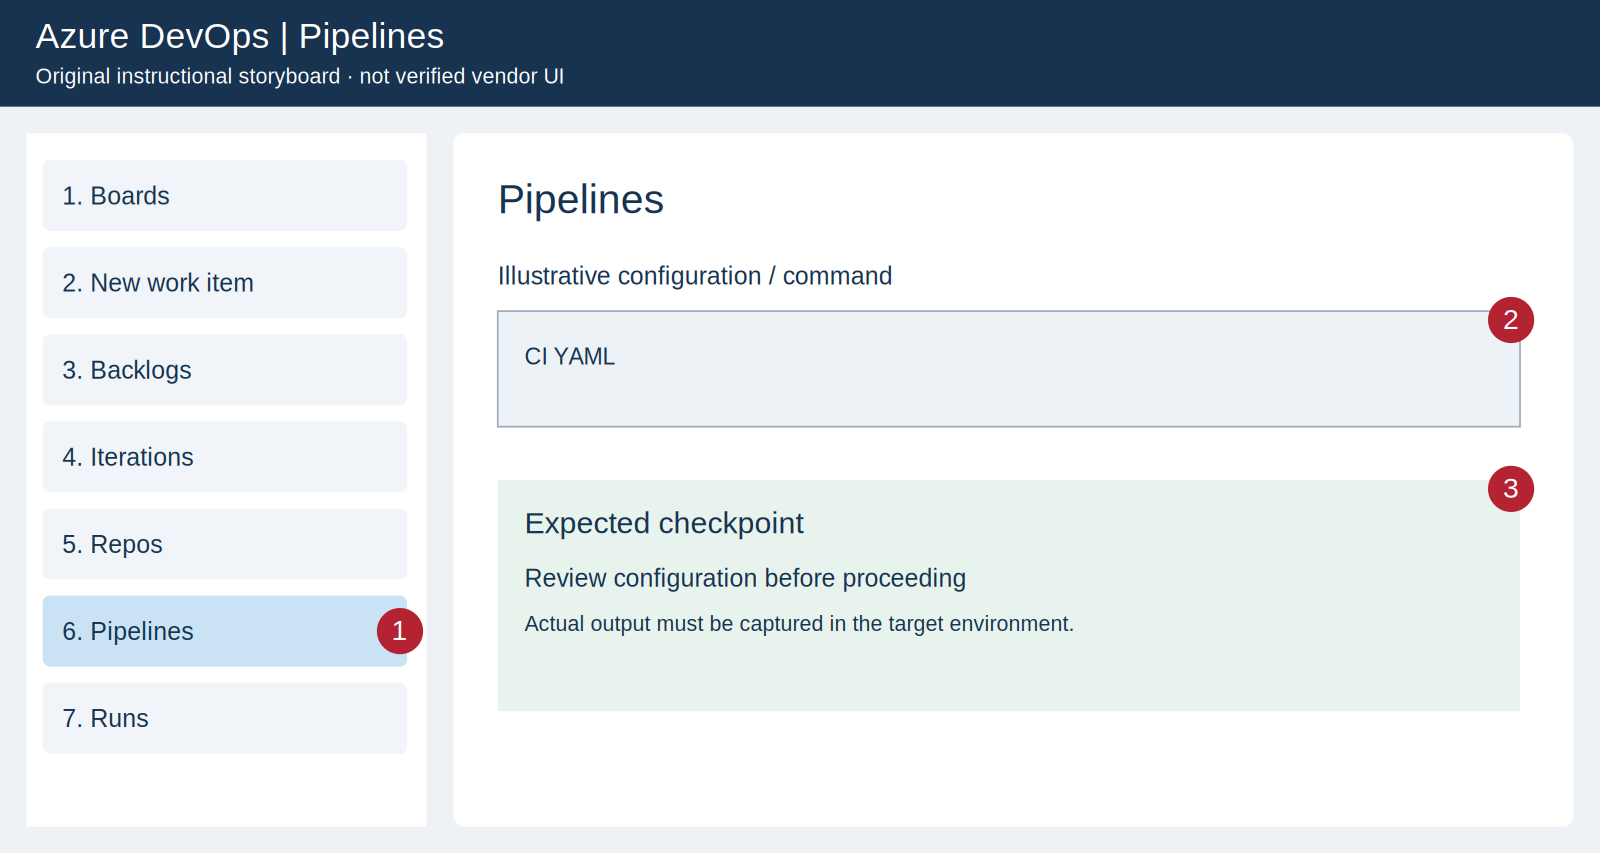 Azure DevOps | Pipelines
Original instructional storyboard · not verified vendor UI
1. Boards
2. New work item
3. Backlogs
4. Iterations
5. Repos
6. Pipelines
1
7. Runs
Pipelines
Illustrative configuration / command
2
CI YAML
3
Expected checkpoint
Review configuration before proceeding
Actual output must be captured in the target environment.